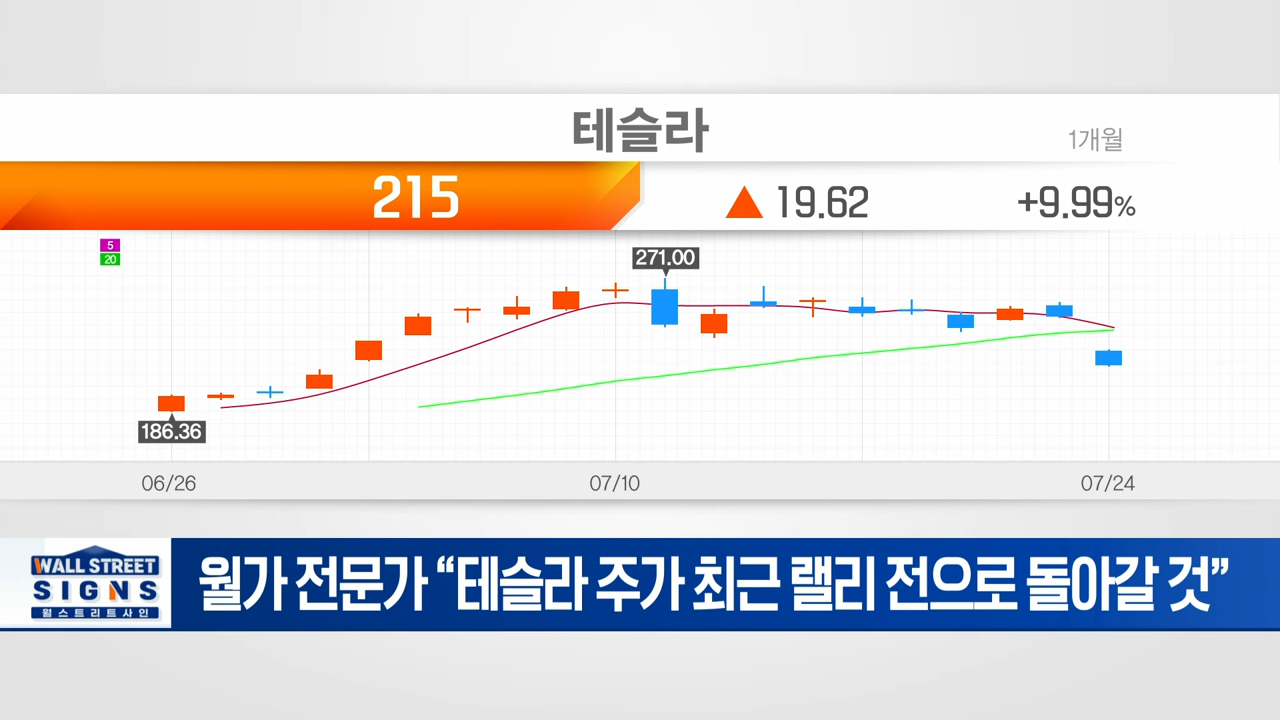 테슬라
1개월
215
▲ 19.62
+9.99%
5
20
271.00
186.36
06/26
07/10
07/24
WALL STREET
SIGNS
월스트리트사인
월가 전문가 “테슬라 주가 최근 랠리 전으로 돌아갈 것”